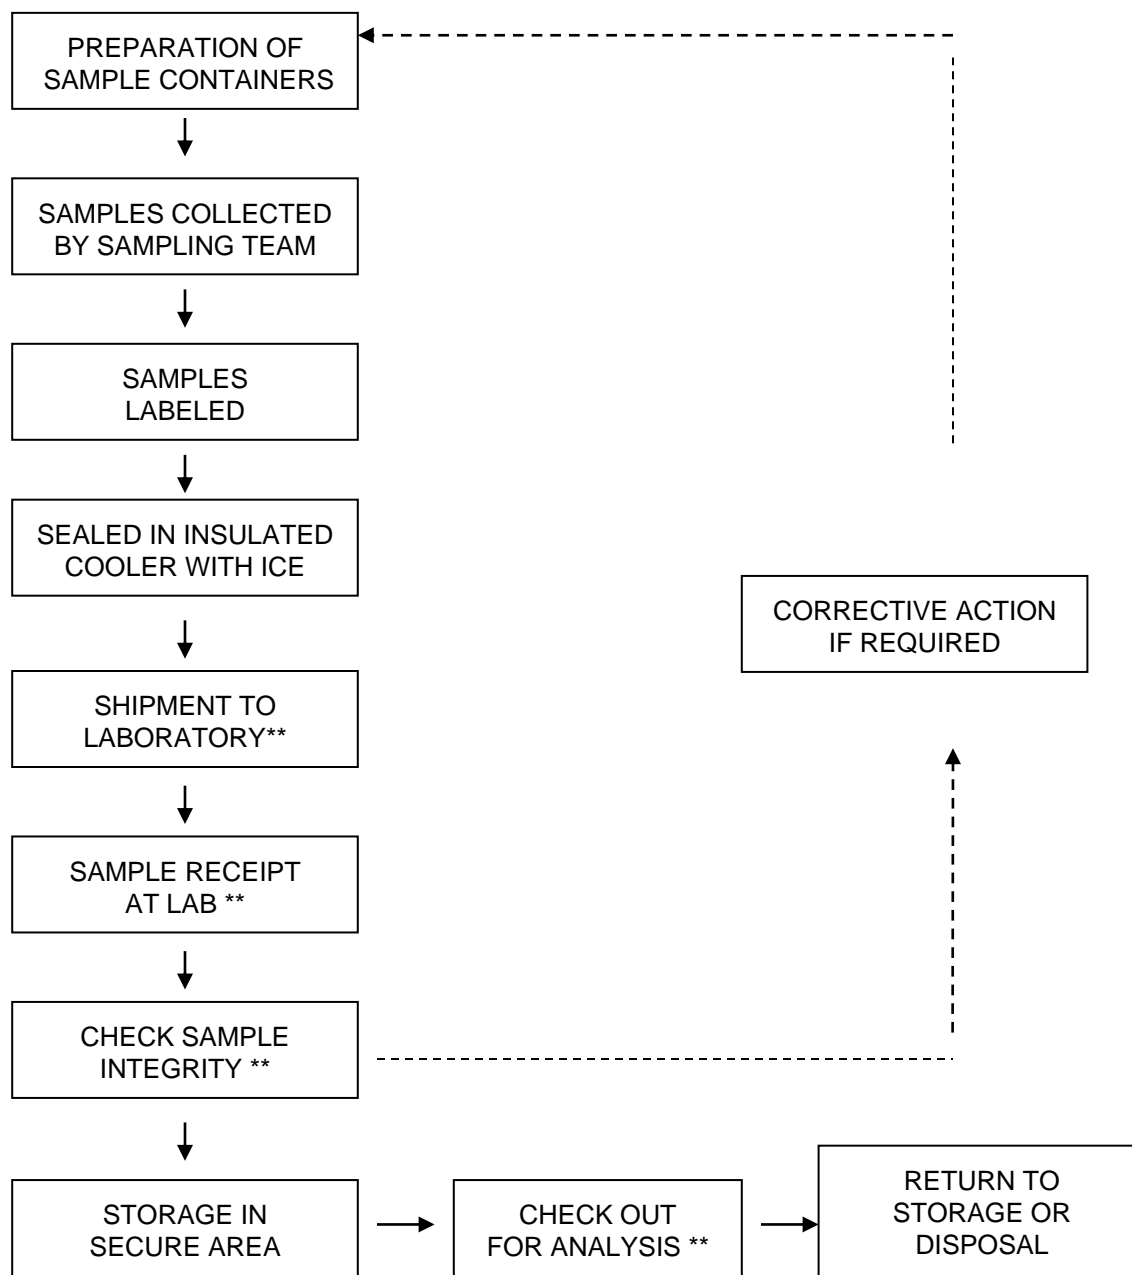 PREPARATION OF
SAMPLE CONTAINERS
SAMPLES COLLECTED
BY SAMPLING TEAM
SAMPLES
LABELED
SEALED IN INSULATED
COOLER WITH ICE
CORRECTIVE ACTION
IF REQUIRED
SHIPMENT TO
LABORATORY**
SAMPLE RECEIPT
AT LAB **
CHECK SAMPLE
INTEGRITY **
STORAGE IN
SECURE AREA
CHECK OUT
FOR ANALYSIS **
RETURN TO
STORAGE OR
DISPOSAL